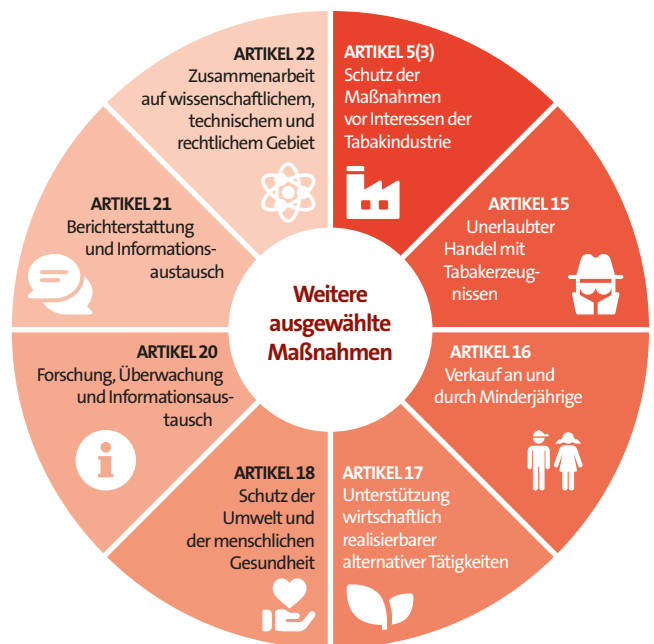 ARTIKEL 5(3)
Schutz der
Maßnahmen
vor Interessen der
Tabakindustrie
ARTIKEL 15
Unerlaubter
Handel mit
Tabakerzeug-
nissen
ARTIKEL 16
Verkauf an und
durch Minderjährige
ARTIKEL 17
Unterstützung
wirtschaftlich
realisierbarer
alternativer Tätigkeiten
ARTIKEL 18
Schutz der
Umwelt und
der menschlichen
Gesundheit
ARTIKEL 20
Forschung, Überwachung
und Informationsaus-
tausch
ARTIKEL 21
Berichterstattung
und Informations-
austausch
ARTIKEL 22
Zusammenarbeit
auf wissenschaftlichem,
technischem und
rechtlichem Gebiet
Weitere
ausgewählte
Maßnahmen